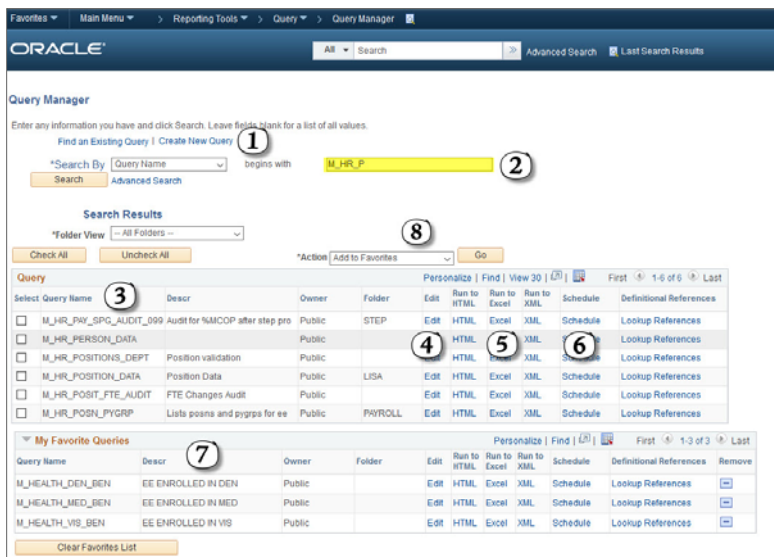 Favorites Main Menu > Reporting Tools > Query > Query Manager
ORACLE All Search Advanced Search Last Search Results
Query Manager
Enter any information you have and click Search. Leave fields blank for a list of all values.
Find an Existing Query | Create New Query 1
*Search By Query Name begins with M_HR_P 2
Search Advanced Search
Search Results
*Folder View -- All Folders -- 8
Check All Uncheck All *Action Add to Favorites Go
Query Personalize | Find | View 30 | First 1-6 of 6 Last
Select Query Name 3 Descr Owner Folder Edit Run to HTML Run to Excel Run to XML Schedule Definitional References
M_HR_PAY_SPG_AUDIT_099 Audit for %MCOP after step pro Public STEP Edit HTML Excel XML Schedule Lookup References
M_HR_PERSON_DATA Public 4 HTML 5 XML 6 Lookup References
M_HR_POSITIONS_DEPT Position validation Public Edit HTML Excel XML Schedule Lookup References
M_HR_POSITION_DATA Position Data Public LISA Edit HTML Excel XML Schedule Lookup References
M_HR_POSIT_FTE_AUDIT FTE Changes Audit Public Edit HTML Excel XML Schedule Lookup References
M_HR_POSN_PYGRP Lists posns and pygrps for ee Public PAYROLL Edit HTML Excel XML Schedule Lookup References
My Favorite Queries 7 Personalize | Find | First 1-3 of 3 Last
Query Name Descr Owner Folder Edit Run to HTML Run to Excel Run to XML Schedule Definitional References Remove
M_HEALTH_DEN_BEN EE ENROLLED IN DEN Public Edit HTML Excel XML Schedule Lookup References
M_HEALTH_MED_BEN EE ENROLLED IN MED Public Edit HTML Excel XML Schedule Lookup References
M_HEALTH_VIS_BEN EE ENROLLED IN VIS Public Edit HTML Excel XML Schedule Lookup References
Clear Favorites List